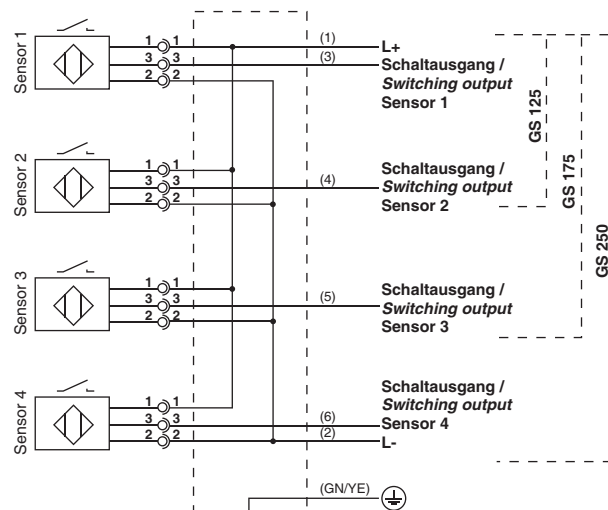 Sensor 1
1 1 (1) L+
3 3 (3) Schaltausgang /
2 2 Switching output
Sensor 1
GS 125
GS 175
GS 250
Sensor 2
1 1 Schaltausgang /
3 3 (4) Switching output
2 2 Sensor 2
Sensor 3
1 1 Schaltausgang /
3 3 (5) Switching output
2 2 Sensor 3
Sensor 4
Schaltausgang /
1 1 Switching output
3 3 (6) Sensor 4
2 2 (2) L-
(GN/YE)